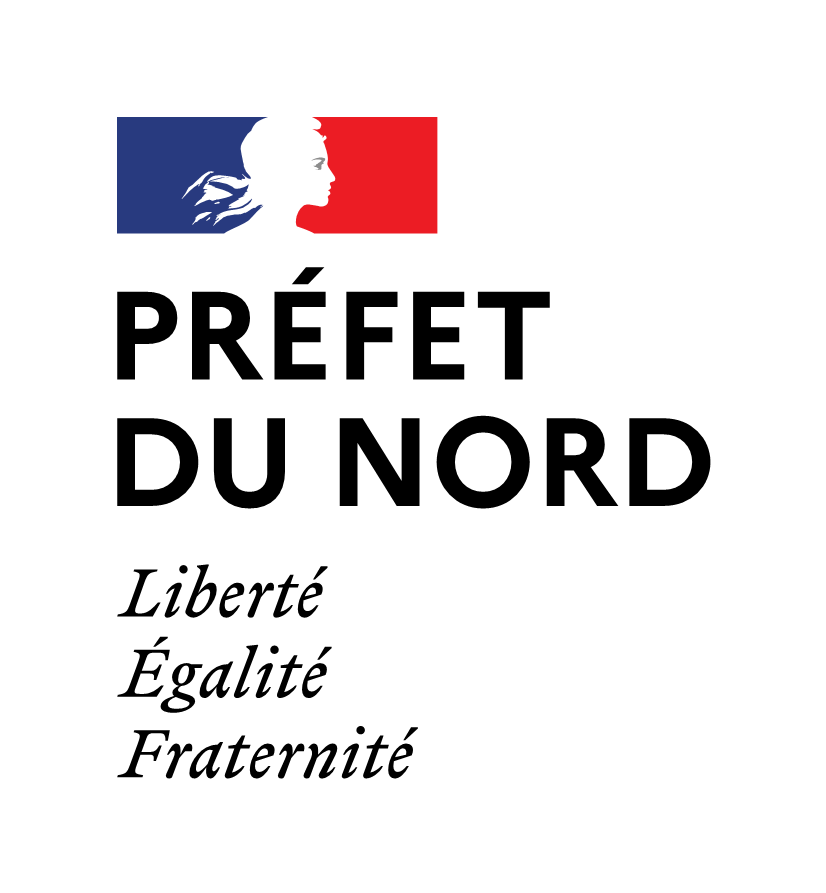 PRÉFET
DU NORD
Liberté
Égalité
Fraternité